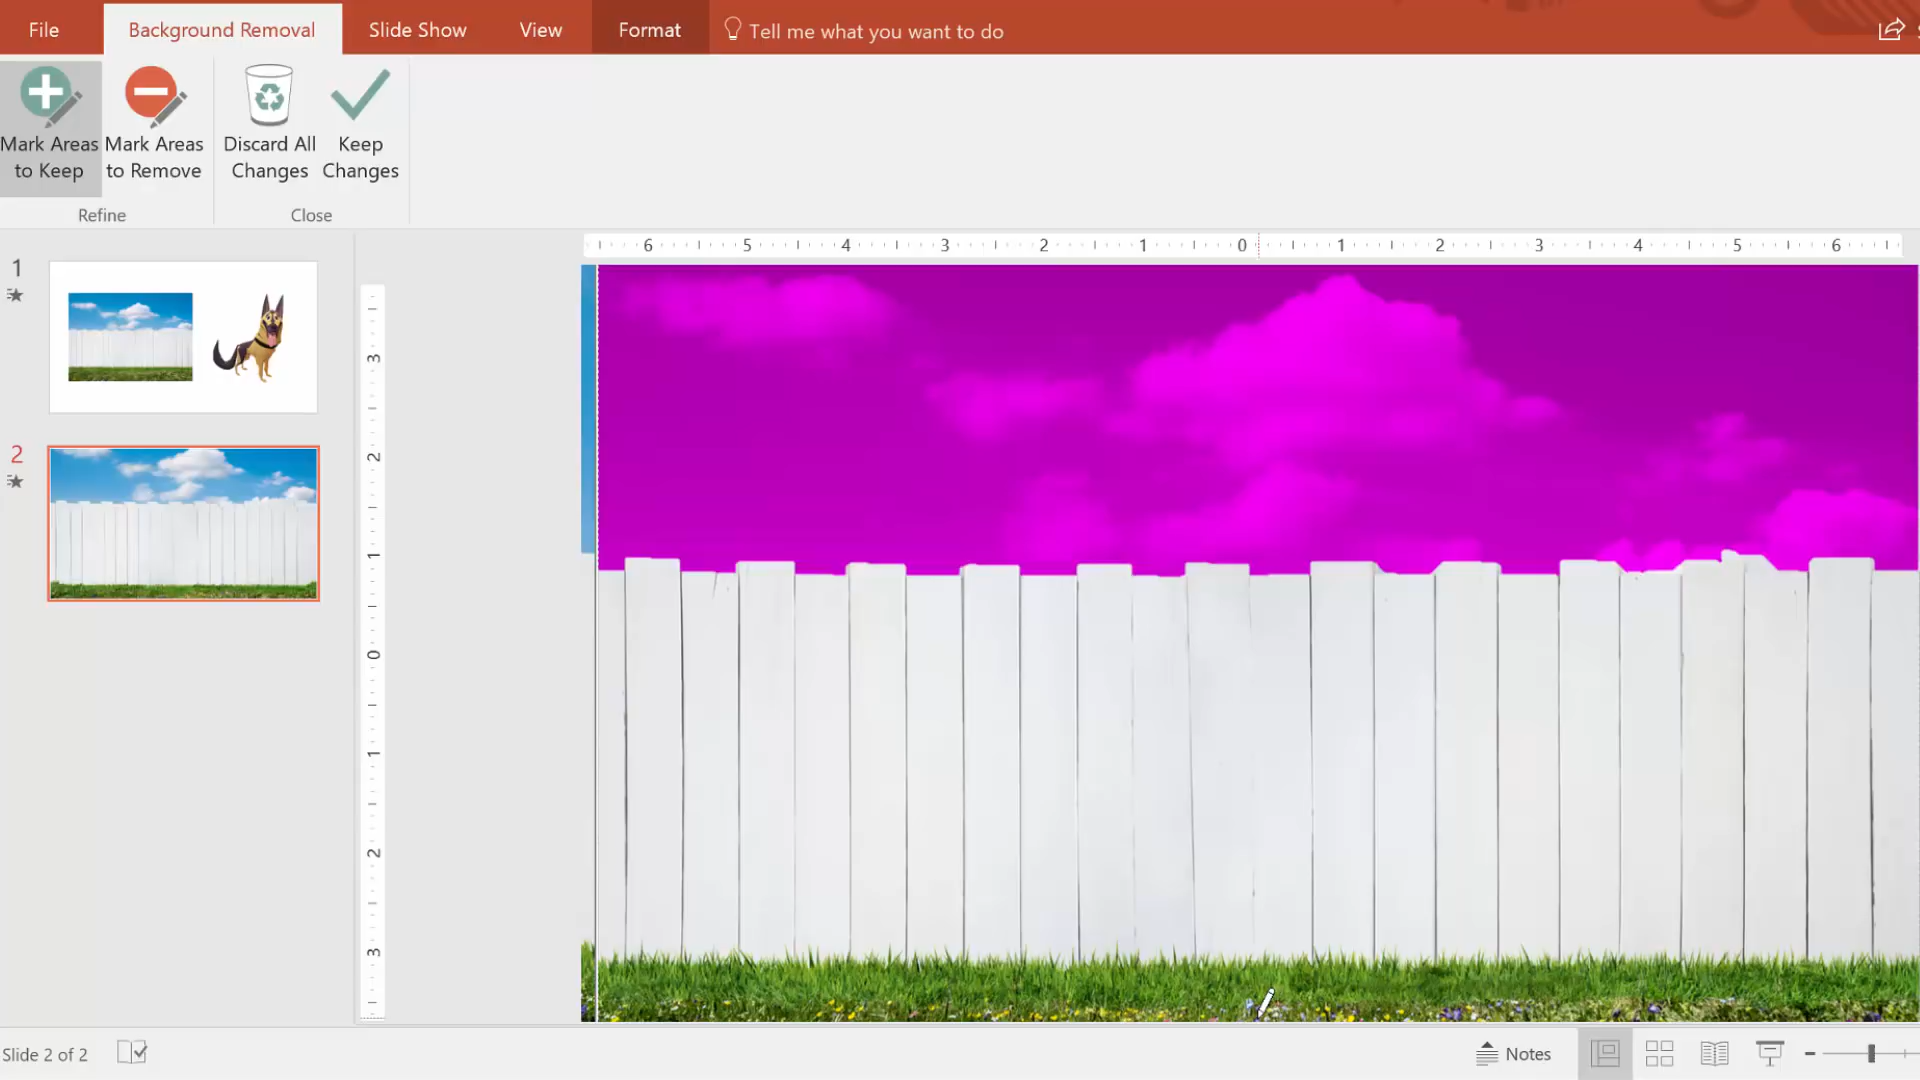 File Background Removal Slide Show View Format Tell me what you want to do
Mark Areas to Keep
Mark Areas to Remove
Discard All Changes
Keep Changes
Refine Close
6 5 4 3 2 1 0 1 2 3 4 5 6
1
2
3
2
1
0
1
2
3
Slide 2 of 2 Notes